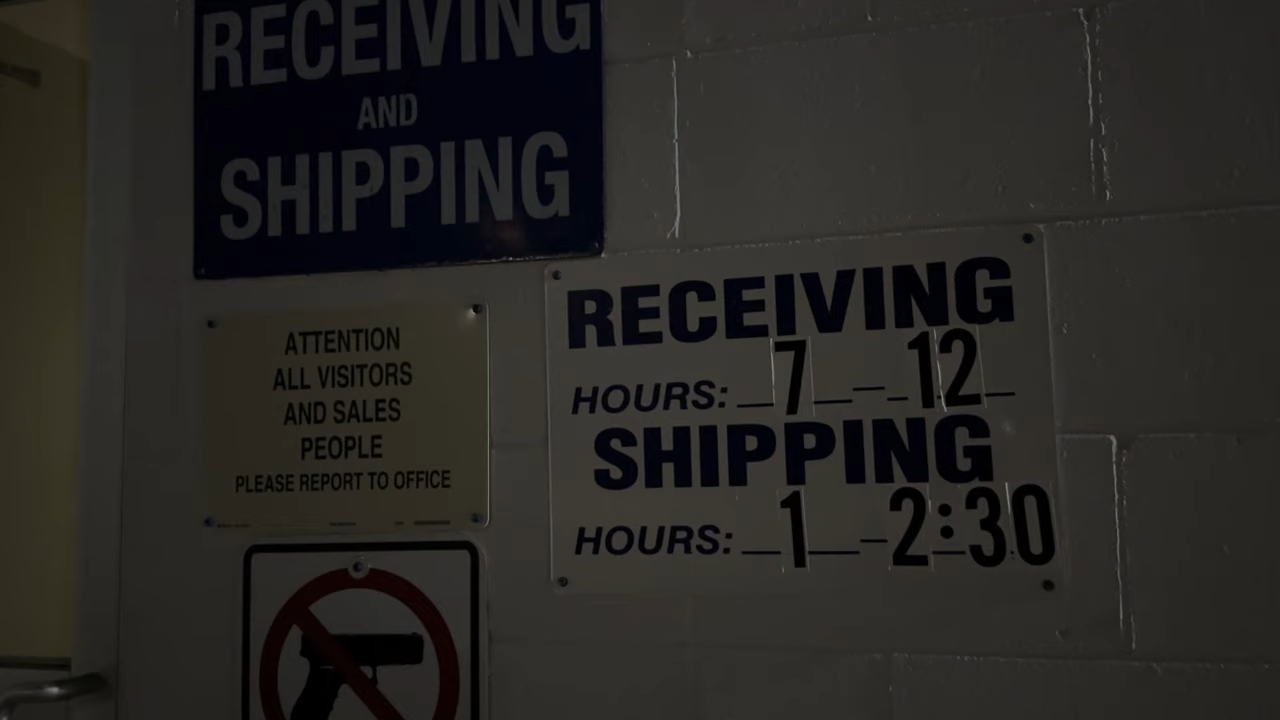 RECEIVING
AND
SHIPPING
ATTENTION
ALL VISITORS
AND SALES
PEOPLE
PLEASE REPORT TO OFFICE
RECEIVING
HOURS: 7 - 12
SHIPPING
HOURS: 1 - 2:30